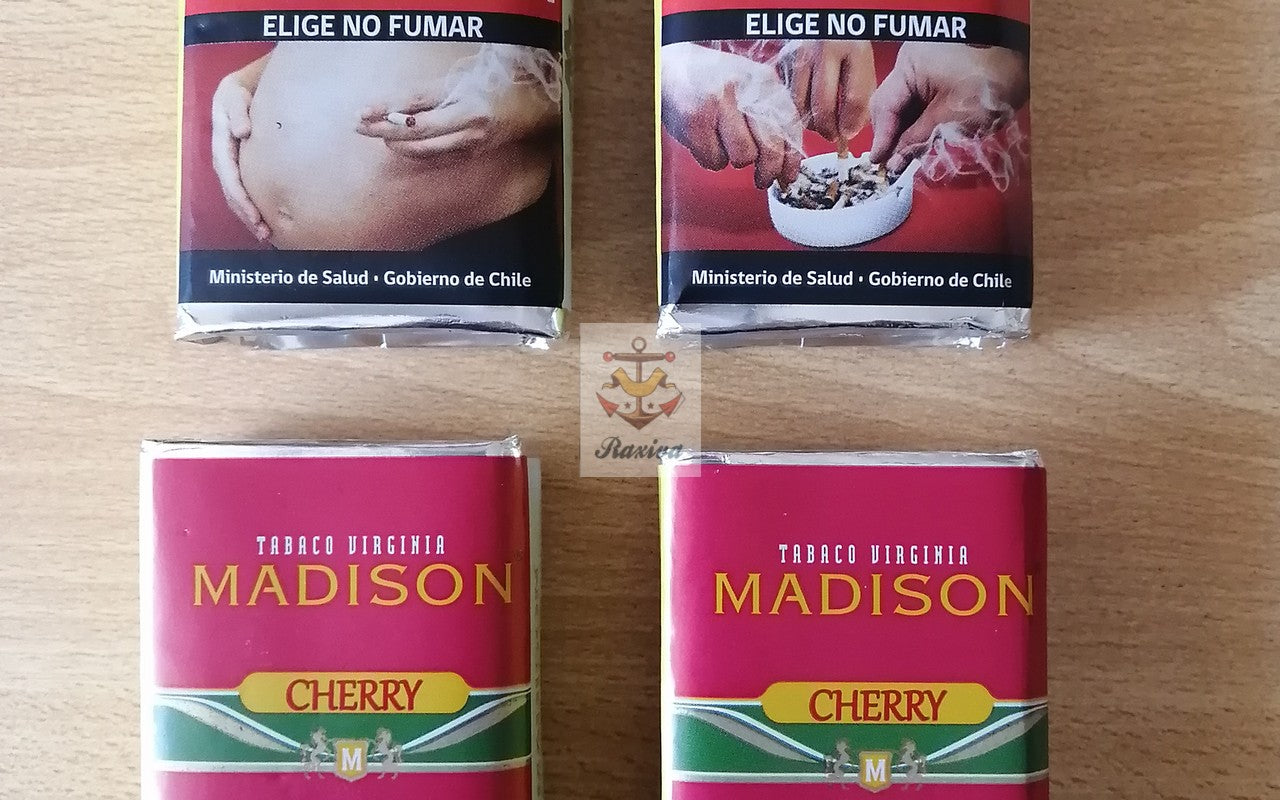 ELIGE NO FUMAR
Ministerio de Salud • Gobierno de Chile
ELIGE NO FUMAR
Ministerio de Salud • Gobierno de Chile
Raxiva
TABACO VIRGINIA
MADISON
CHERRY
M
TABACO VIRGINIA
MADISON
CHERRY
M